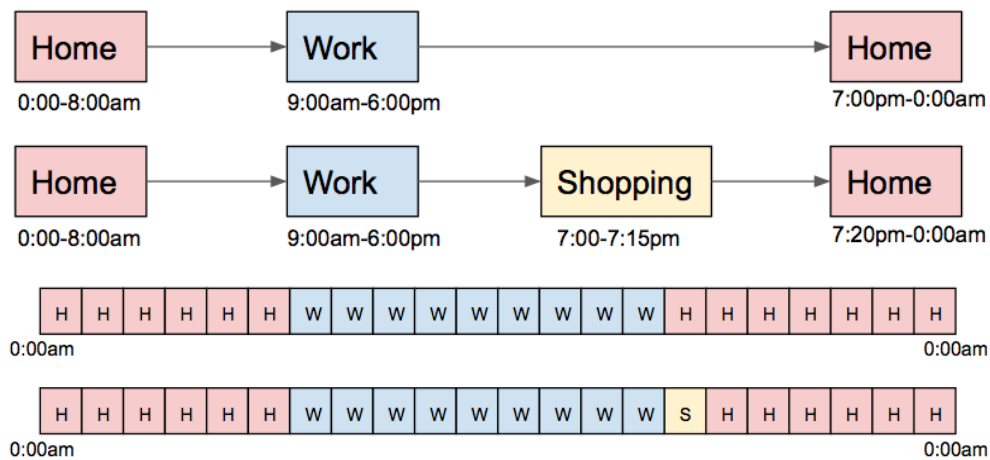 Home Work Home
0:00-8:00am 9:00am-6:00pm 7:00pm-0:00am
Home Work Shopping Home
0:00-8:00am 9:00am-6:00pm 7:00-7:15pm 7:20pm-0:00am
H H H H H H W W W W W W W W W H H H H H H H
0:00am 0:00am
H H H H H H W W W W W W W W W S H H H H H H
0:00am 0:00am